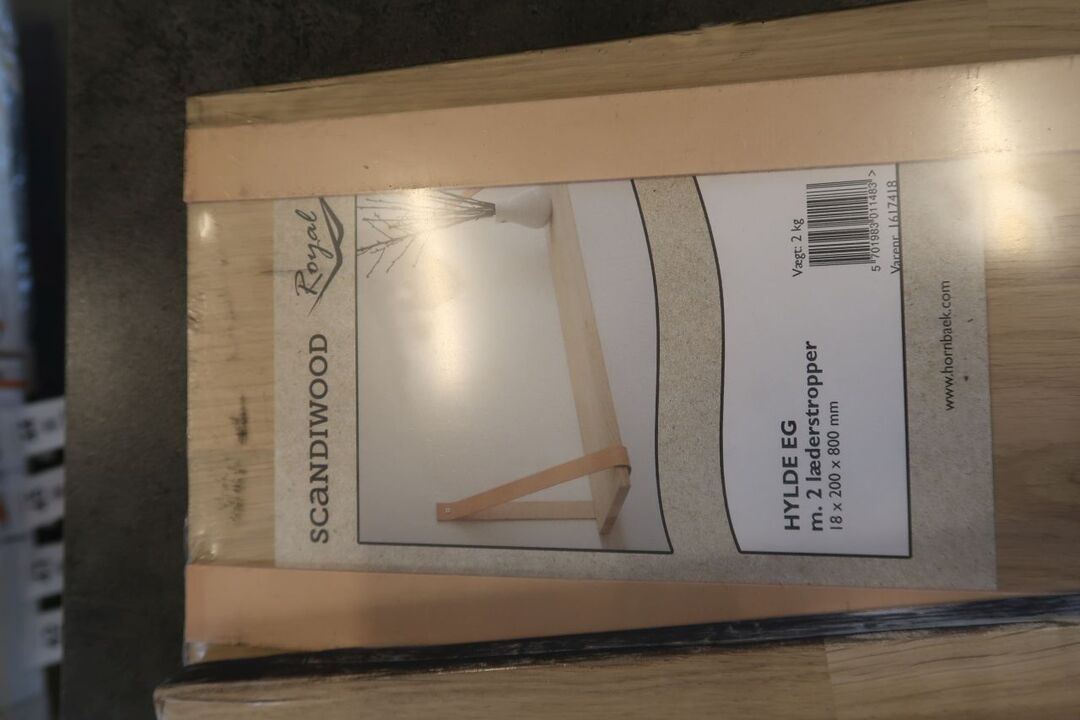 SCANDIWOOD Royal
HYLDE EG
m. 2 læderstropper
18 x 200 x 800 mm
Vægt: 2 kg
5 701983 011483 >
Varenr. 1617418
www.hornbaek.com